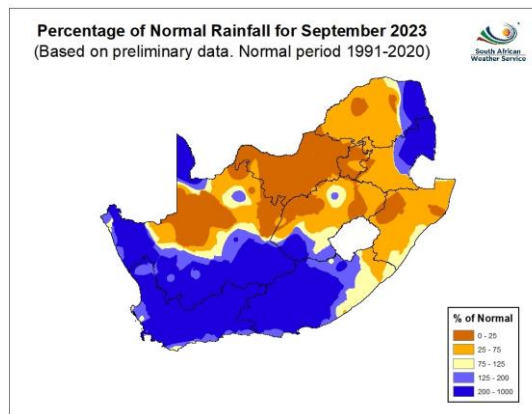 Percentage of Normal Rainfall for September 2023
(Based on preliminary data. Normal period 1991-2020)
South African
Weather Service
% of Normal
0 - 25
25 - 75
75 - 125
125 - 200
200 - 1000